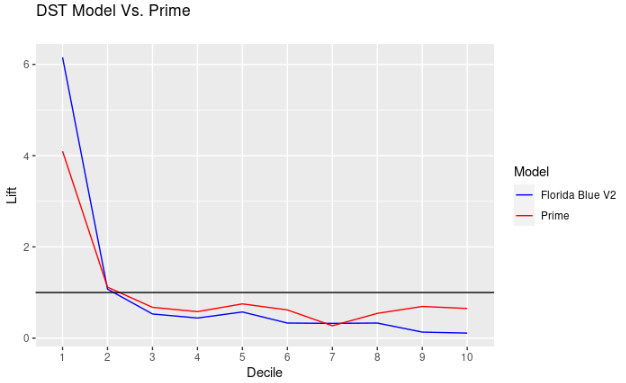 DST Model Vs. Prime
6
4
2
0
Lift
1 2 3 4 5 6 7 8 9 10
Decile
Model
Florida Blue V2
Prime